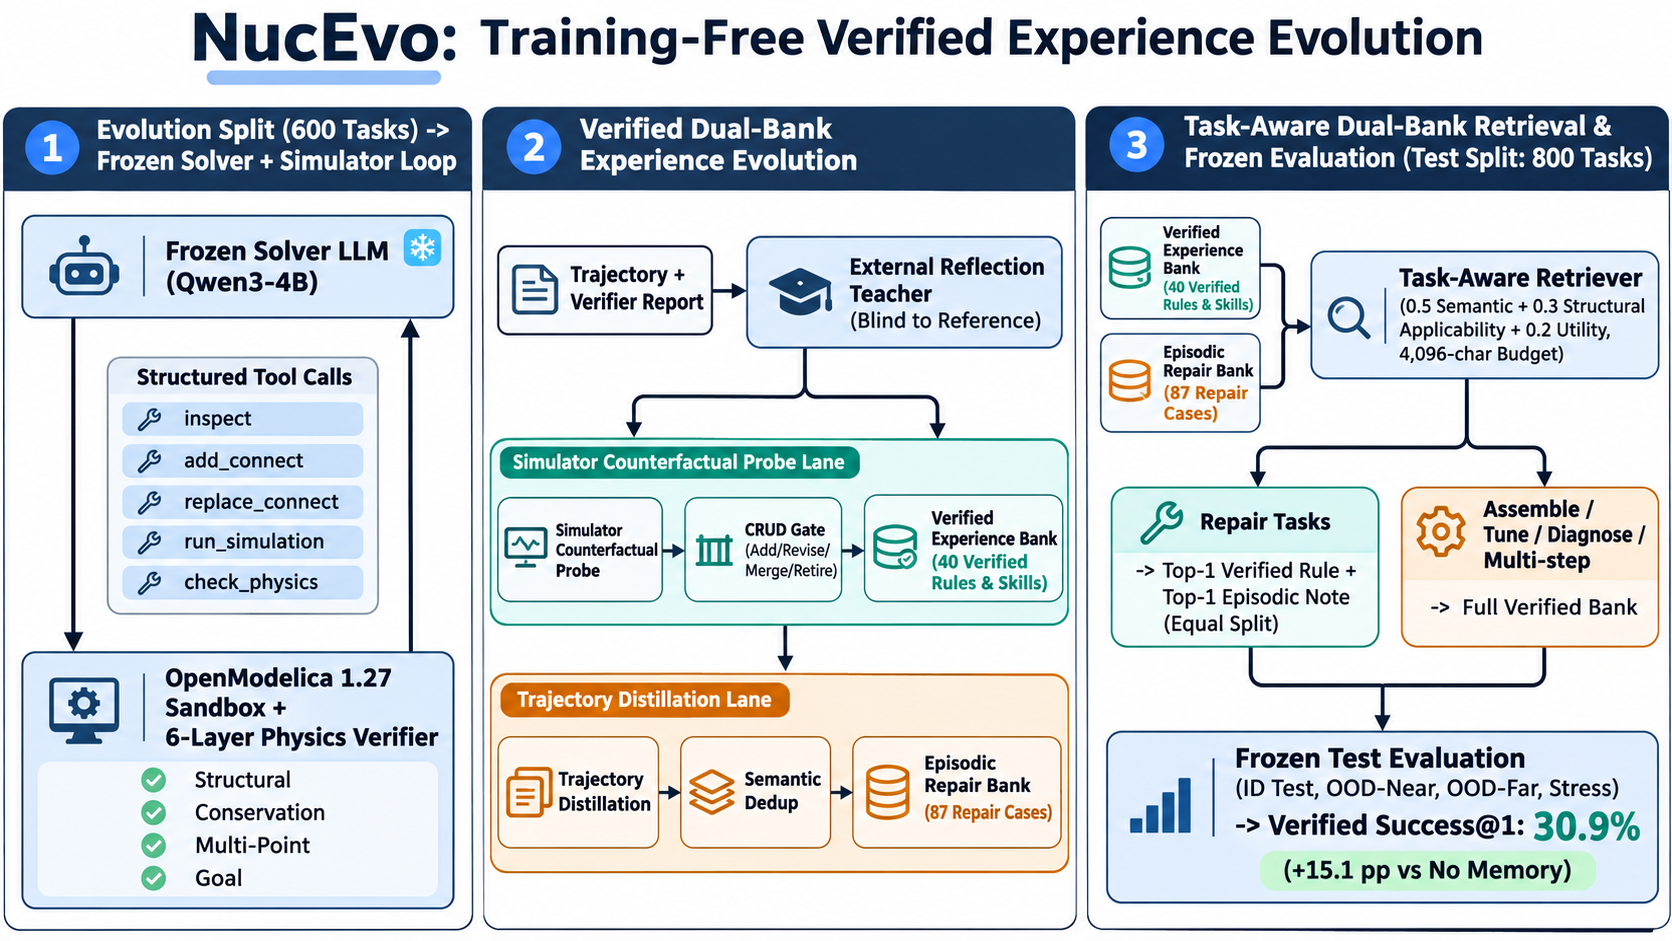 NucEvo: Training-Free Verified Experience Evolution
1
Evolution Split (600 Tasks) ->
Frozen Solver + Simulator Loop
Frozen Solver LLM
(Qwen3-4B)
Structured Tool Calls
inspect
add_connect
replace_connect
run_simulation
check_physics
OpenModelica 1.27
Sandbox +
6-Layer Physics Verifier
Structural
Conservation
Multi-Point
Goal
2
Verified Dual-Bank
Experience Evolution
Trajectory +
Verifier Report
External Reflection
Teacher
(Blind to Reference)
Simulator Counterfactual Probe Lane
Simulator
Counterfactual
Probe
CRUD Gate
(Add/Revise/
Merge/Retire)
Verified
Experience Bank
(40 Verified
Rules & Skills)
Trajectory Distillation Lane
Trajectory
Distillation
Semantic
Dedup
Episodic
Repair Bank
(87 Repair Cases)
3
Task-Aware Dual-Bank Retrieval &
Frozen Evaluation (Test Split: 800 Tasks)
Verified
Experience
Bank
(40 Verified
Rules & Skills)
Episodic
Repair Bank
(87 Repair
Cases)
Task-Aware Retriever
(0.5 Semantic + 0.3 Structural
Applicability + 0.2 Utility,
4,096-char Budget)
Repair Tasks
-> Top-1 Verified Rule +
Top-1 Episodic Note
(Equal Split)
Assemble /
Tune / Diagnose /
Multi-step
-> Full Verified Bank
Frozen Test Evaluation
(ID Test, OOD-Near, OOD-Far, Stress)
-> Verified Success@1: 30.9%
(+15.1 pp vs No Memory)